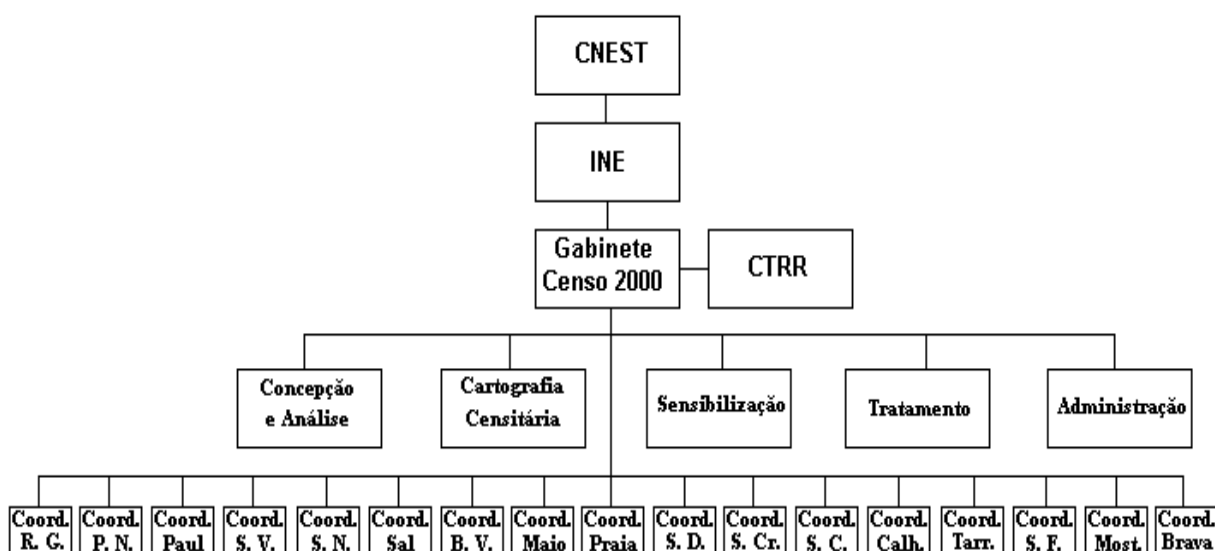 CNEST
INE
Gabinete
Censo 2000
CTRR
Concepção
e Análise
Cartografia
Censitária
Sensibilização
Tratamento
Administração
Coord.
R. G.
Coord.
P. N.
Coord.
Paul
Coord.
S. V.
Coord.
S. N.
Coord.
Sal
Coord.
B. V.
Coord.
Maio
Coord.
Praia
Coord.
S. D.
Coord.
S. Cr.
Coord.
S. C.
Coord.
Calh.
Coord.
Tarr.
Coord.
S. F.
Coord.
Most.
Coord.
Brava